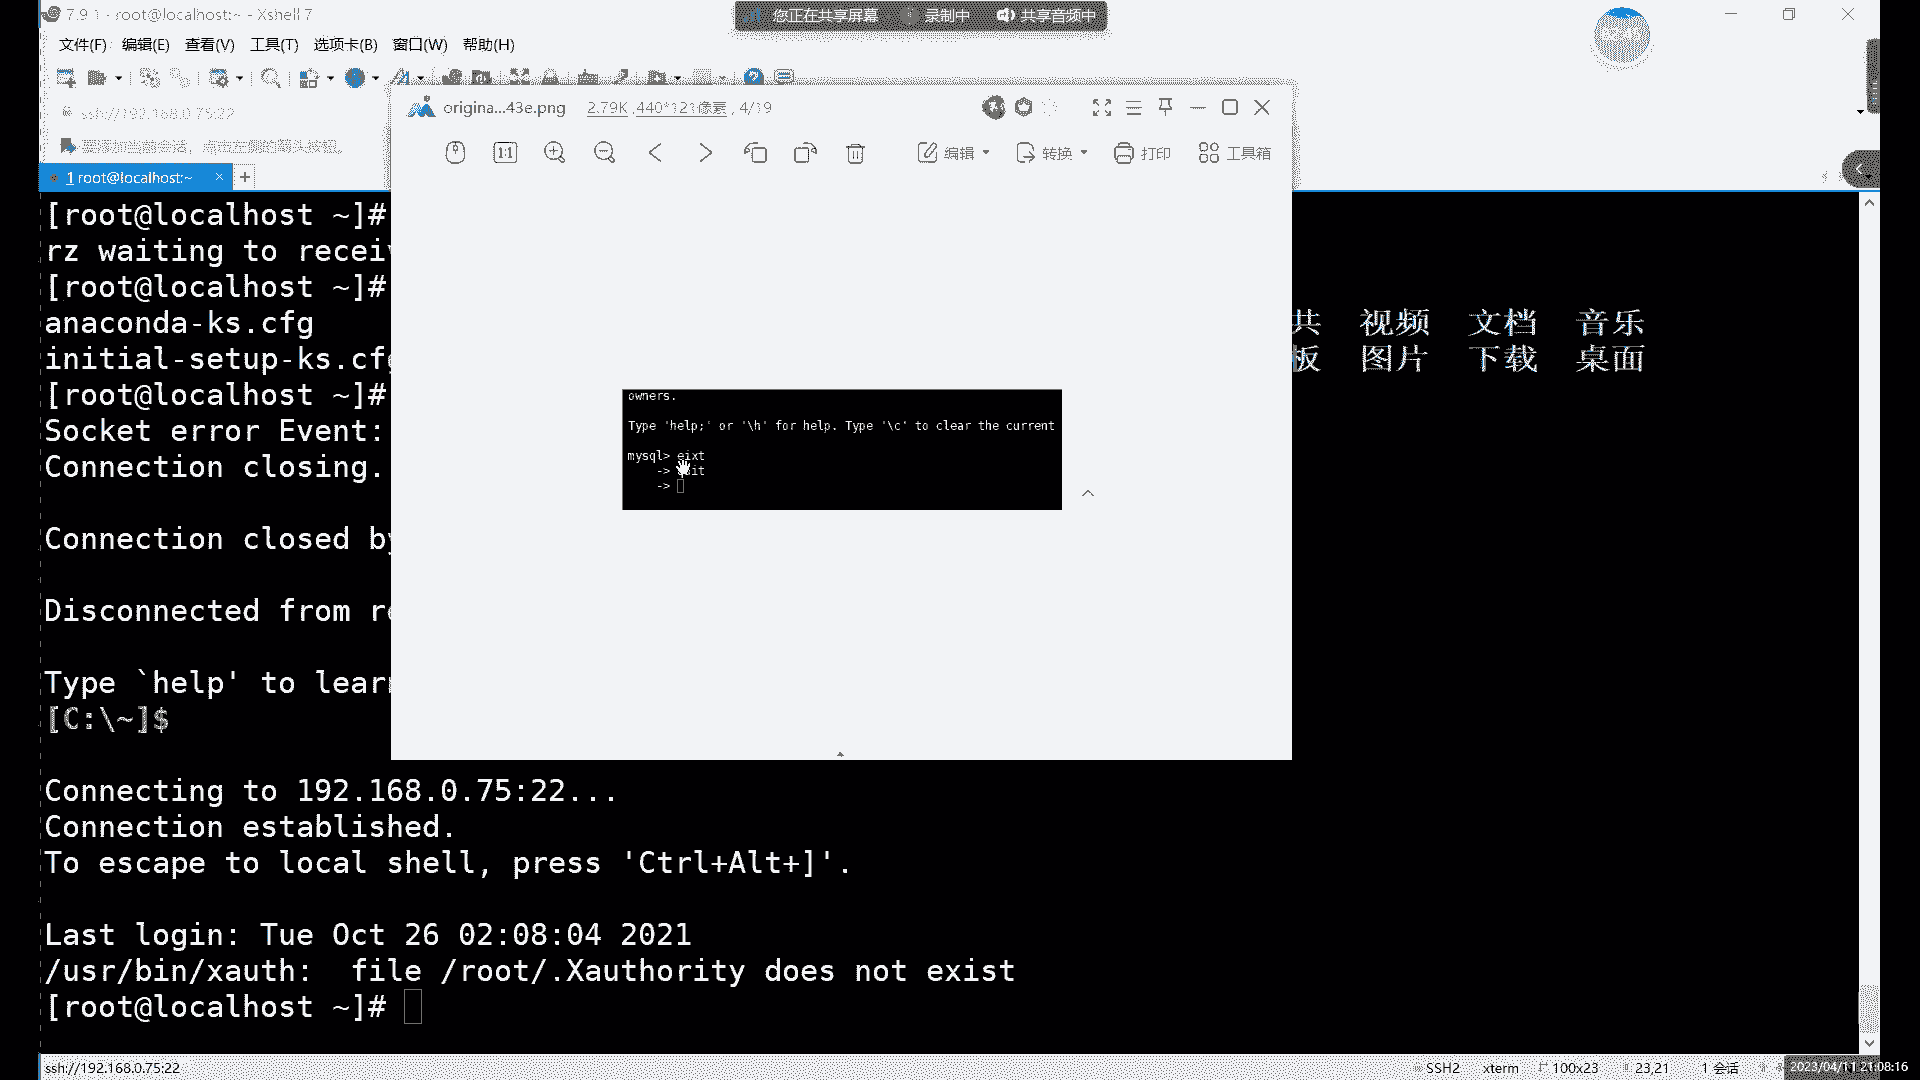 7.9 1 - root@localhost:~ - Xshell 7
您正在共享屏幕 录制中 共享音频中
文件(F) 编辑(E) 查看(V) 工具(T) 选项卡(B) 窗口(W) 帮助(H)
ssh://192.168.0.75:22
要添加当前会话，点击左侧的箭头按钮。
1 root@localhost:~ × +
origina...43e.png 2.79K ,440*121像素 , 4/19
1:1 编辑 转换 打印 工具箱
owners.
Type 'help;' or '\h' for help. Type '\c' to clear the current
mysql> eixt
->
->
[root@localhost ~]#
rz waiting to receiv
[root@localhost ~]#
anaconda-ks.cfg 共 视频 文档 音乐
initial-setup-ks.cfg 板 图片 下载 桌面
[root@localhost ~]#
Socket error Event:
Connection closing.
Connection closed by
Disconnected from re
Type `help' to learn
[C:\~]$
Connecting to 192.168.0.75:22...
Connection established.
To escape to local shell, press 'Ctrl+Alt+]'.
Last login: Tue Oct 26 02:08:04 2021
/usr/bin/xauth:  file /root/.Xauthority does not exist
[root@localhost ~]#
ssh://192.168.0.75:22 SSH2 xterm 100x23 23,21 1 会话 2023/04/11 21:08:16